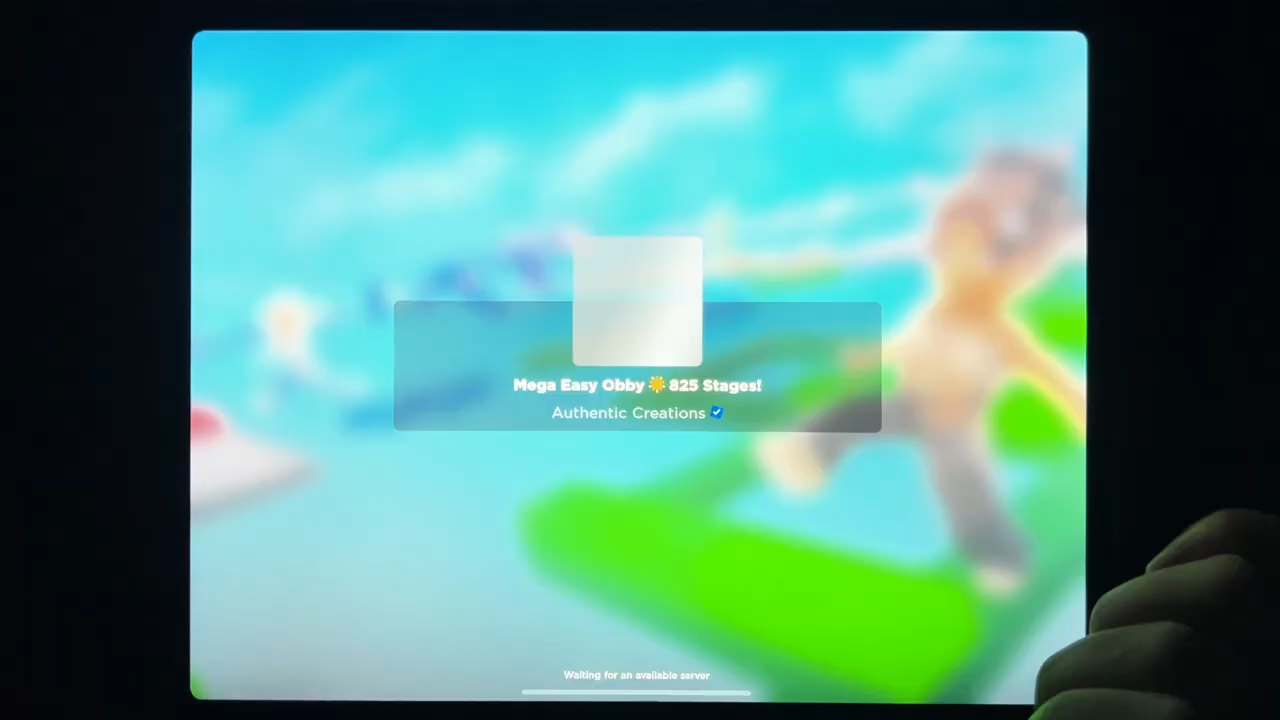 Mega Easy Obby ☀️ 825 Stages!
Authentic Creations
Waiting for an available server